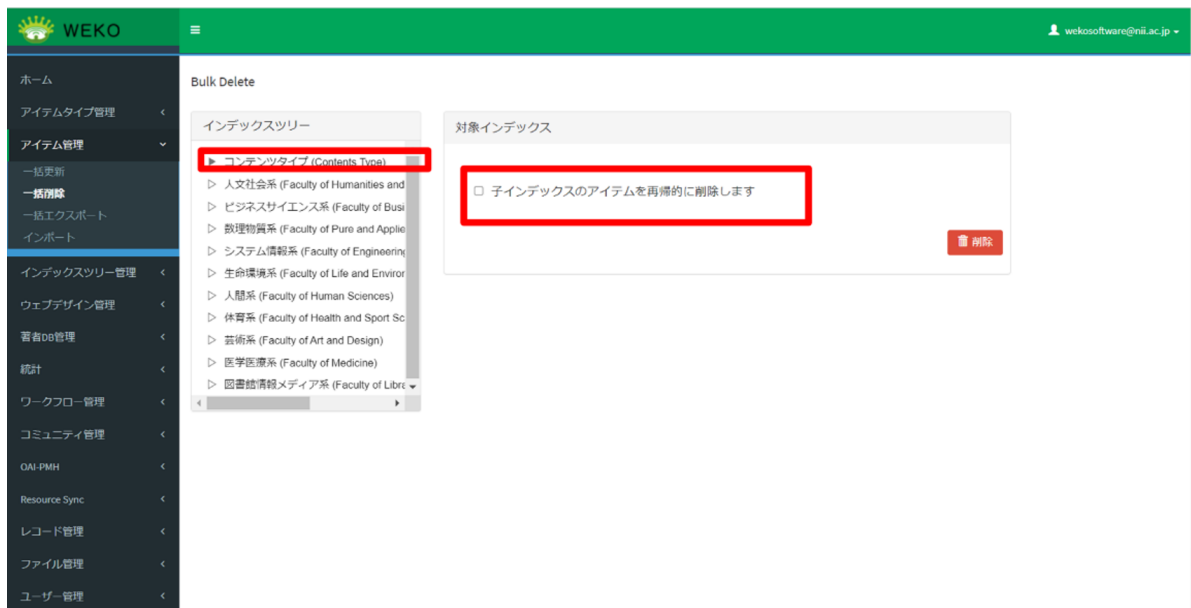 WEKO
wekosoftware@nii.ac.jp
ホーム
アイテムタイプ管理
アイテム管理
一括更新
一括削除
一括エクスポート
インポート
インデックスツリー管理
ウェブデザイン管理
著者DB管理
統計
ワークフロー管理
コミュニティ管理
OAI-PMH
Resource Sync
レコード管理
ファイル管理
ユーザー管理
Bulk Delete
インデックスツリー
コンテンツタイプ (Contents Type)
人文社会系 (Faculty of Humanities and
ビジネスサイエンス系 (Faculty of Busi
数理物質系 (Faculty of Pure and Applie
システム情報系 (Faculty of Engineering
生命環境系 (Faculty of Life and Enviror
人間系 (Faculty of Human Sciences)
体育系 (Faculty of Health and Sport Sc
芸術系 (Faculty of Art and Design)
医学医療系 (Faculty of Medicine)
図書館情報メディア系 (Faculty of Libra
対象インデックス
子インデックスのアイテムを再帰的に削除します
削除